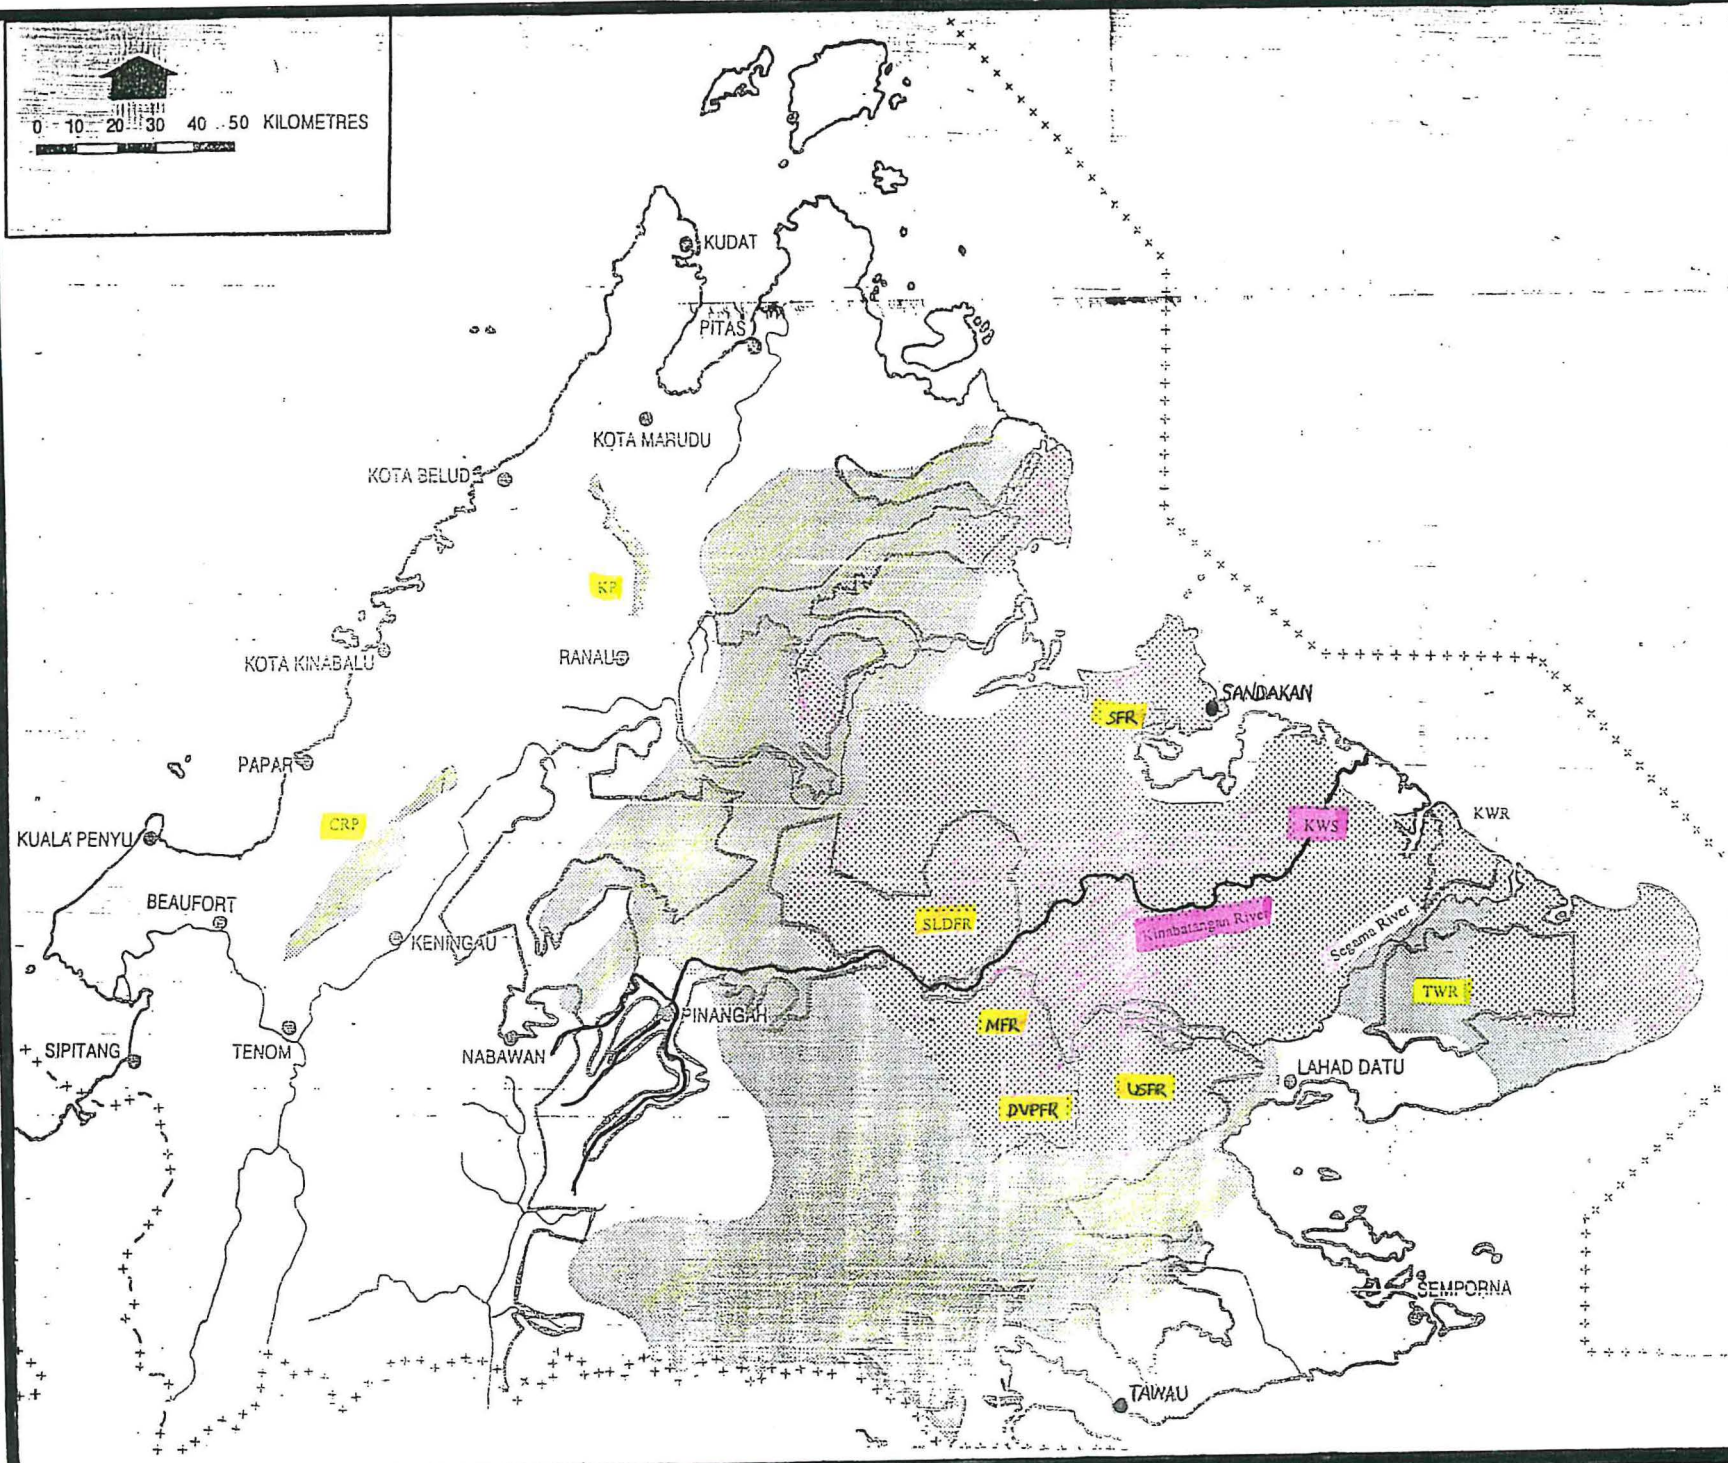 0 10 20 30 40 50 KILOMETRES
KUDAT
PITAS
KOTA MARUDU
KOTA BELUD
KP
KOTA KINABALU
RANAU
SANDAKAN
SFR
PAPAR
CRP
KWS
KWR
KUALA PENYU
BEAUFORT
SLDFR
Kinabatangan River
Segama River
KENINGAU
TWR
PINANGAH
MFR
SIPITANG
TENOM
NABAWAN
LAHAD DATU
USFR
DVPFR
SEMPORNA
TAWAU